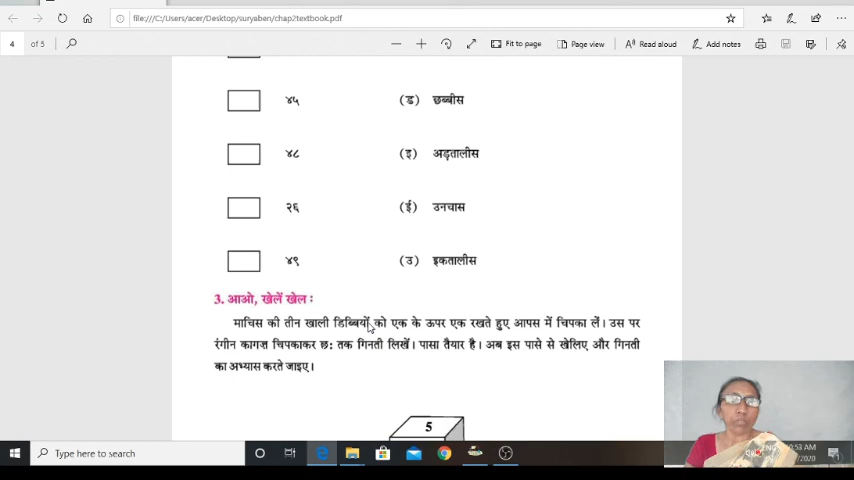 file:///C:/Users/acer/Desktop/suryaben/chap2textbook.pdf
4 of 5 Fit to page Page view Read aloud Add notes
४५ (ड) छब्बीस
४८ (इ) अड़तालीस
२६ (ई) उनचास
४९ (उ) इकतालीस
3. आओ, खेलें खेल :
माचिस की तीन खाली डिब्बियों को एक के ऊपर एक रखते हुए आपस में चिपका लें। उस पर
रंगीन कागज़ चिपकाकर छ: तक गिनती लिखें। पासा तैयार है। अब इस पासे से खेलिए और गिनती
का अभ्यास करते जाइए।
5
Type here to search